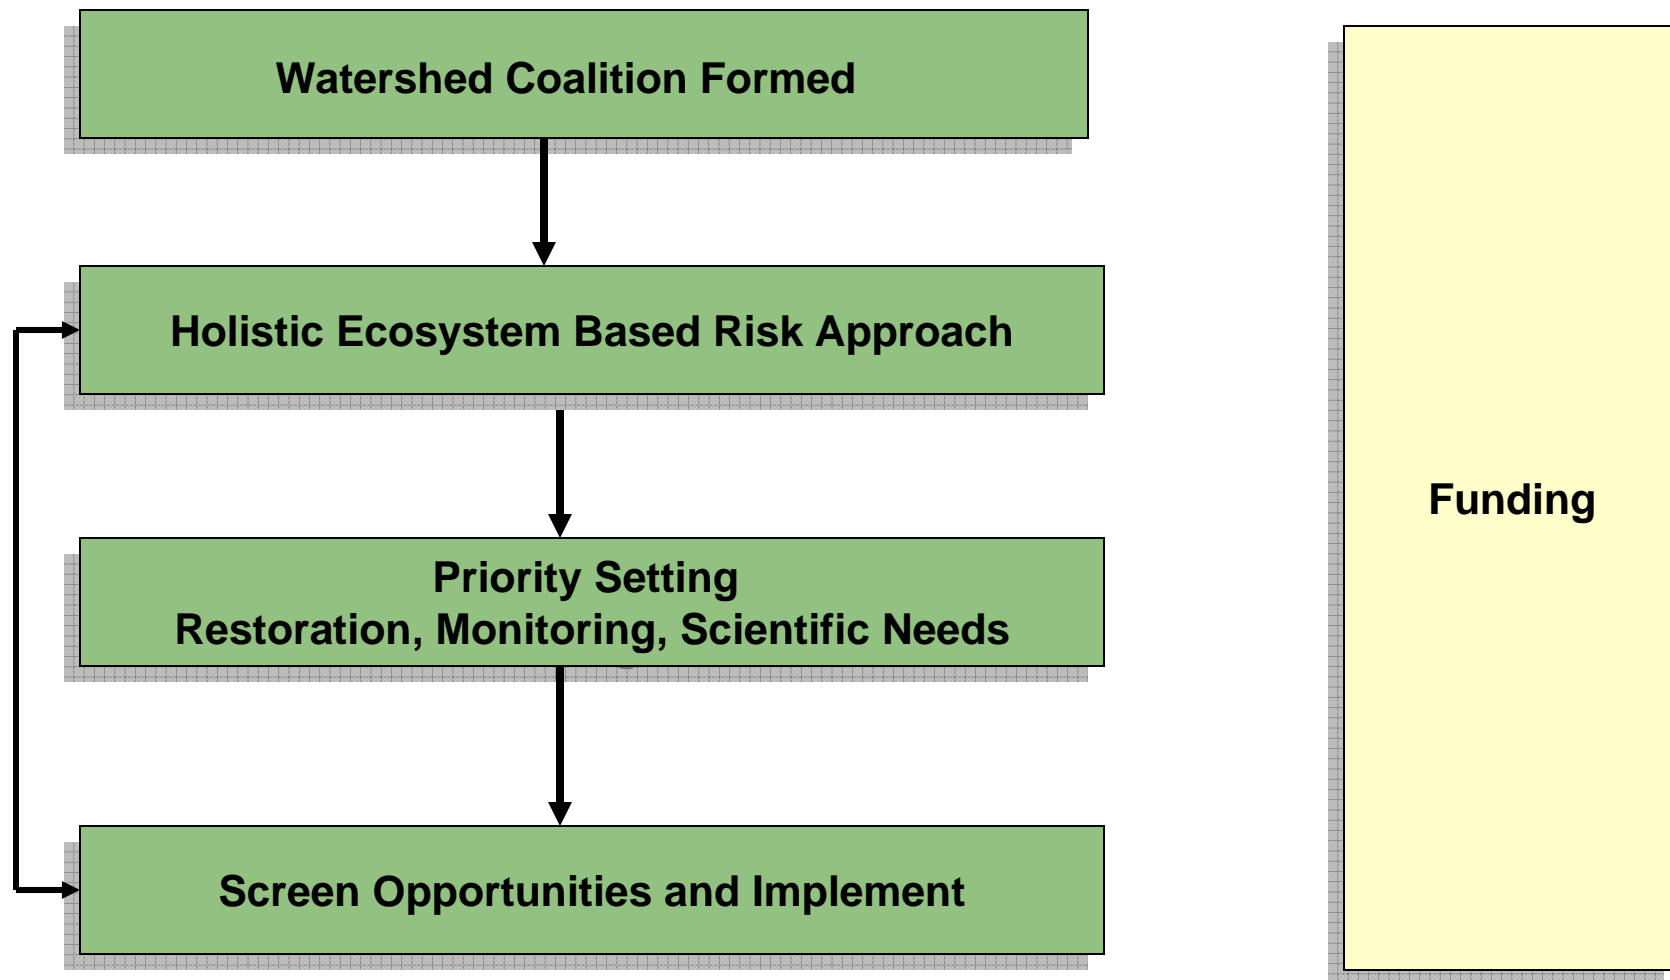 Watershed Coalition Formed
Holistic Ecosystem Based Risk Approach
Priority Setting
Restoration, Monitoring, Scientific Needs
Screen Opportunities and Implement
Funding